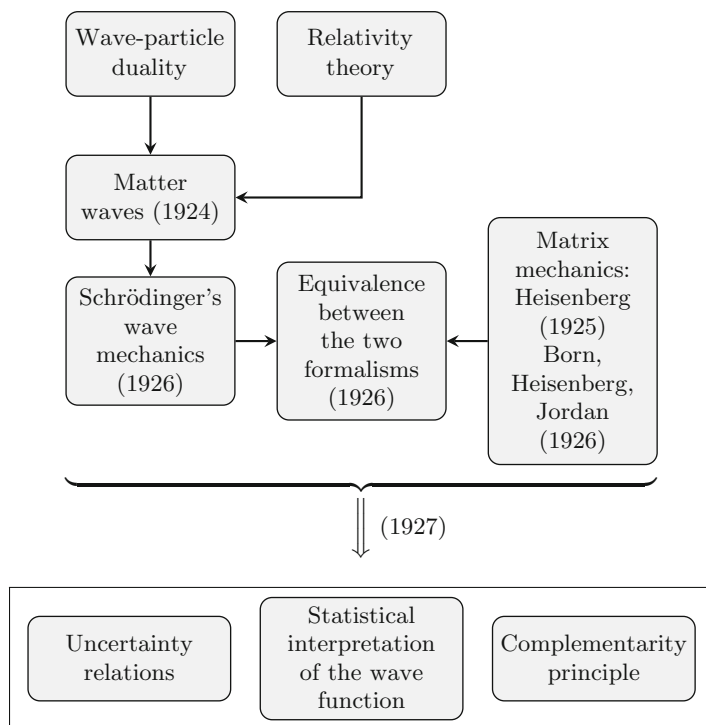 Wave-particle
duality
Relativity
theory
Matter
waves (1924)
Schrödinger's
wave
mechanics
(1926)
Equivalence
between
the two
formalisms
(1926)
Matrix
mechanics:
Heisenberg
(1925)
Born,
Heisenberg,
Jordan
(1926)
(1927)
Uncertainty
relations
Statistical
interpretation
of the wave
function
Complementarity
principle